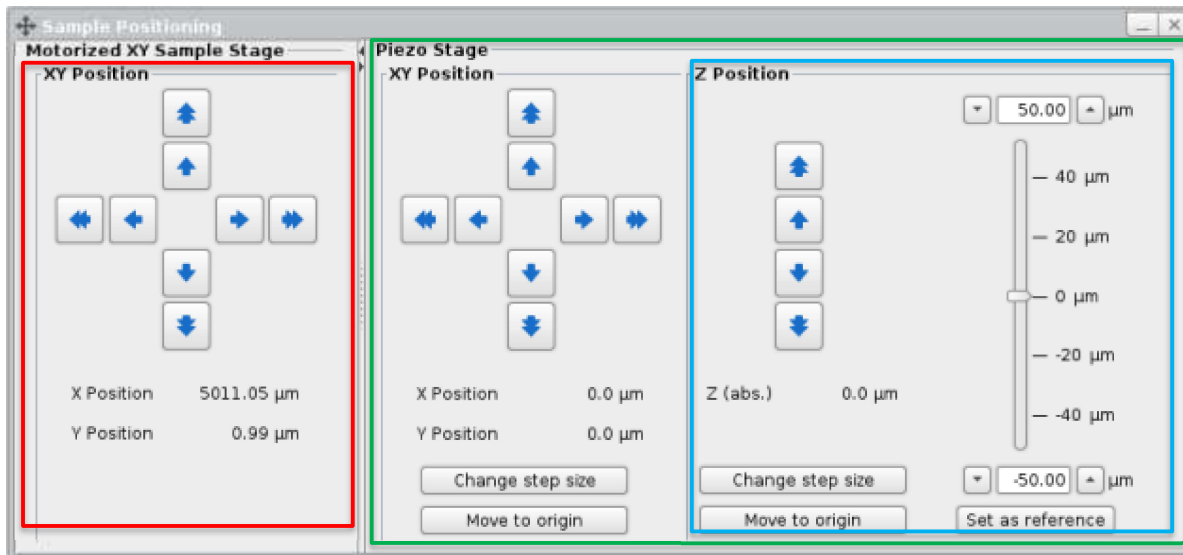 Sample Positioning
Motorized XY Sample Stage
XY Position
X Position 5011.05 µm
Y Position 0.99 µm
Piezo Stage
XY Position
X Position 0.0 µm
Y Position 0.0 µm
Change step size
Move to origin
Z Position
50.00 µm
40 µm
20 µm
0 µm
-20 µm
-40 µm
Z (abs.) 0.0 µm
-50.00 µm
Change step size
Move to origin
Set as reference